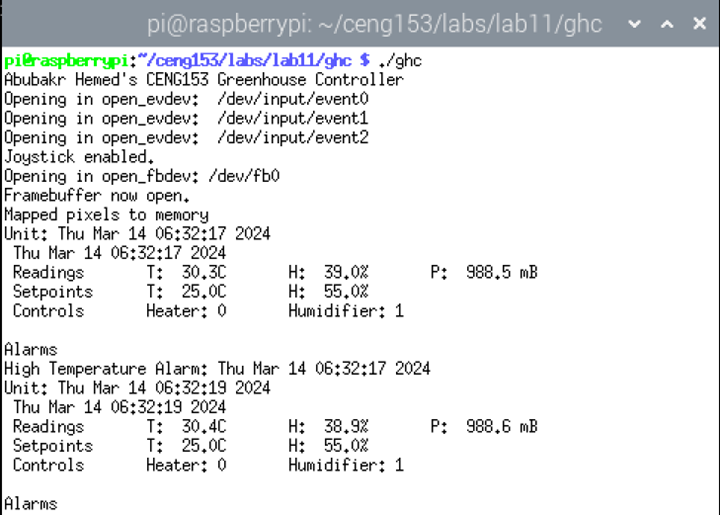 pi@raspberrypi: ~/ceng153/labs/lab11/ghc
pi@raspberrypi:~/ceng153/labs/lab11/ghc $ ./ghc
Abubakr Hemed's CENG153 Greenhouse Controller
Opening in open_evdev:  /dev/input/event0
Opening in open_evdev:  /dev/input/event1
Opening in open_evdev:  /dev/input/event2
Joystick enabled.
Opening in open_fbdev: /dev/fb0
Framebuffer now open.
Mapped pixels to memory
Unit: Thu Mar 14 06:32:17 2024
 Thu Mar 14 06:32:17 2024
 Readings       T:  30.3C       H:  39.0%       P:  988.5 mB
 Setpoints      T:  25.0C       H:  55.0%
 Controls       Heater: 0       Humidifier: 1
Alarms
High Temperature Alarm: Thu Mar 14 06:32:17 2024
Unit: Thu Mar 14 06:32:19 2024
 Thu Mar 14 06:32:19 2024
 Readings       T:  30.4C       H:  38.9%       P:  988.6 mB
 Setpoints      T:  25.0C       H:  55.0%
 Controls       Heater: 0       Humidifier: 1
Alarms